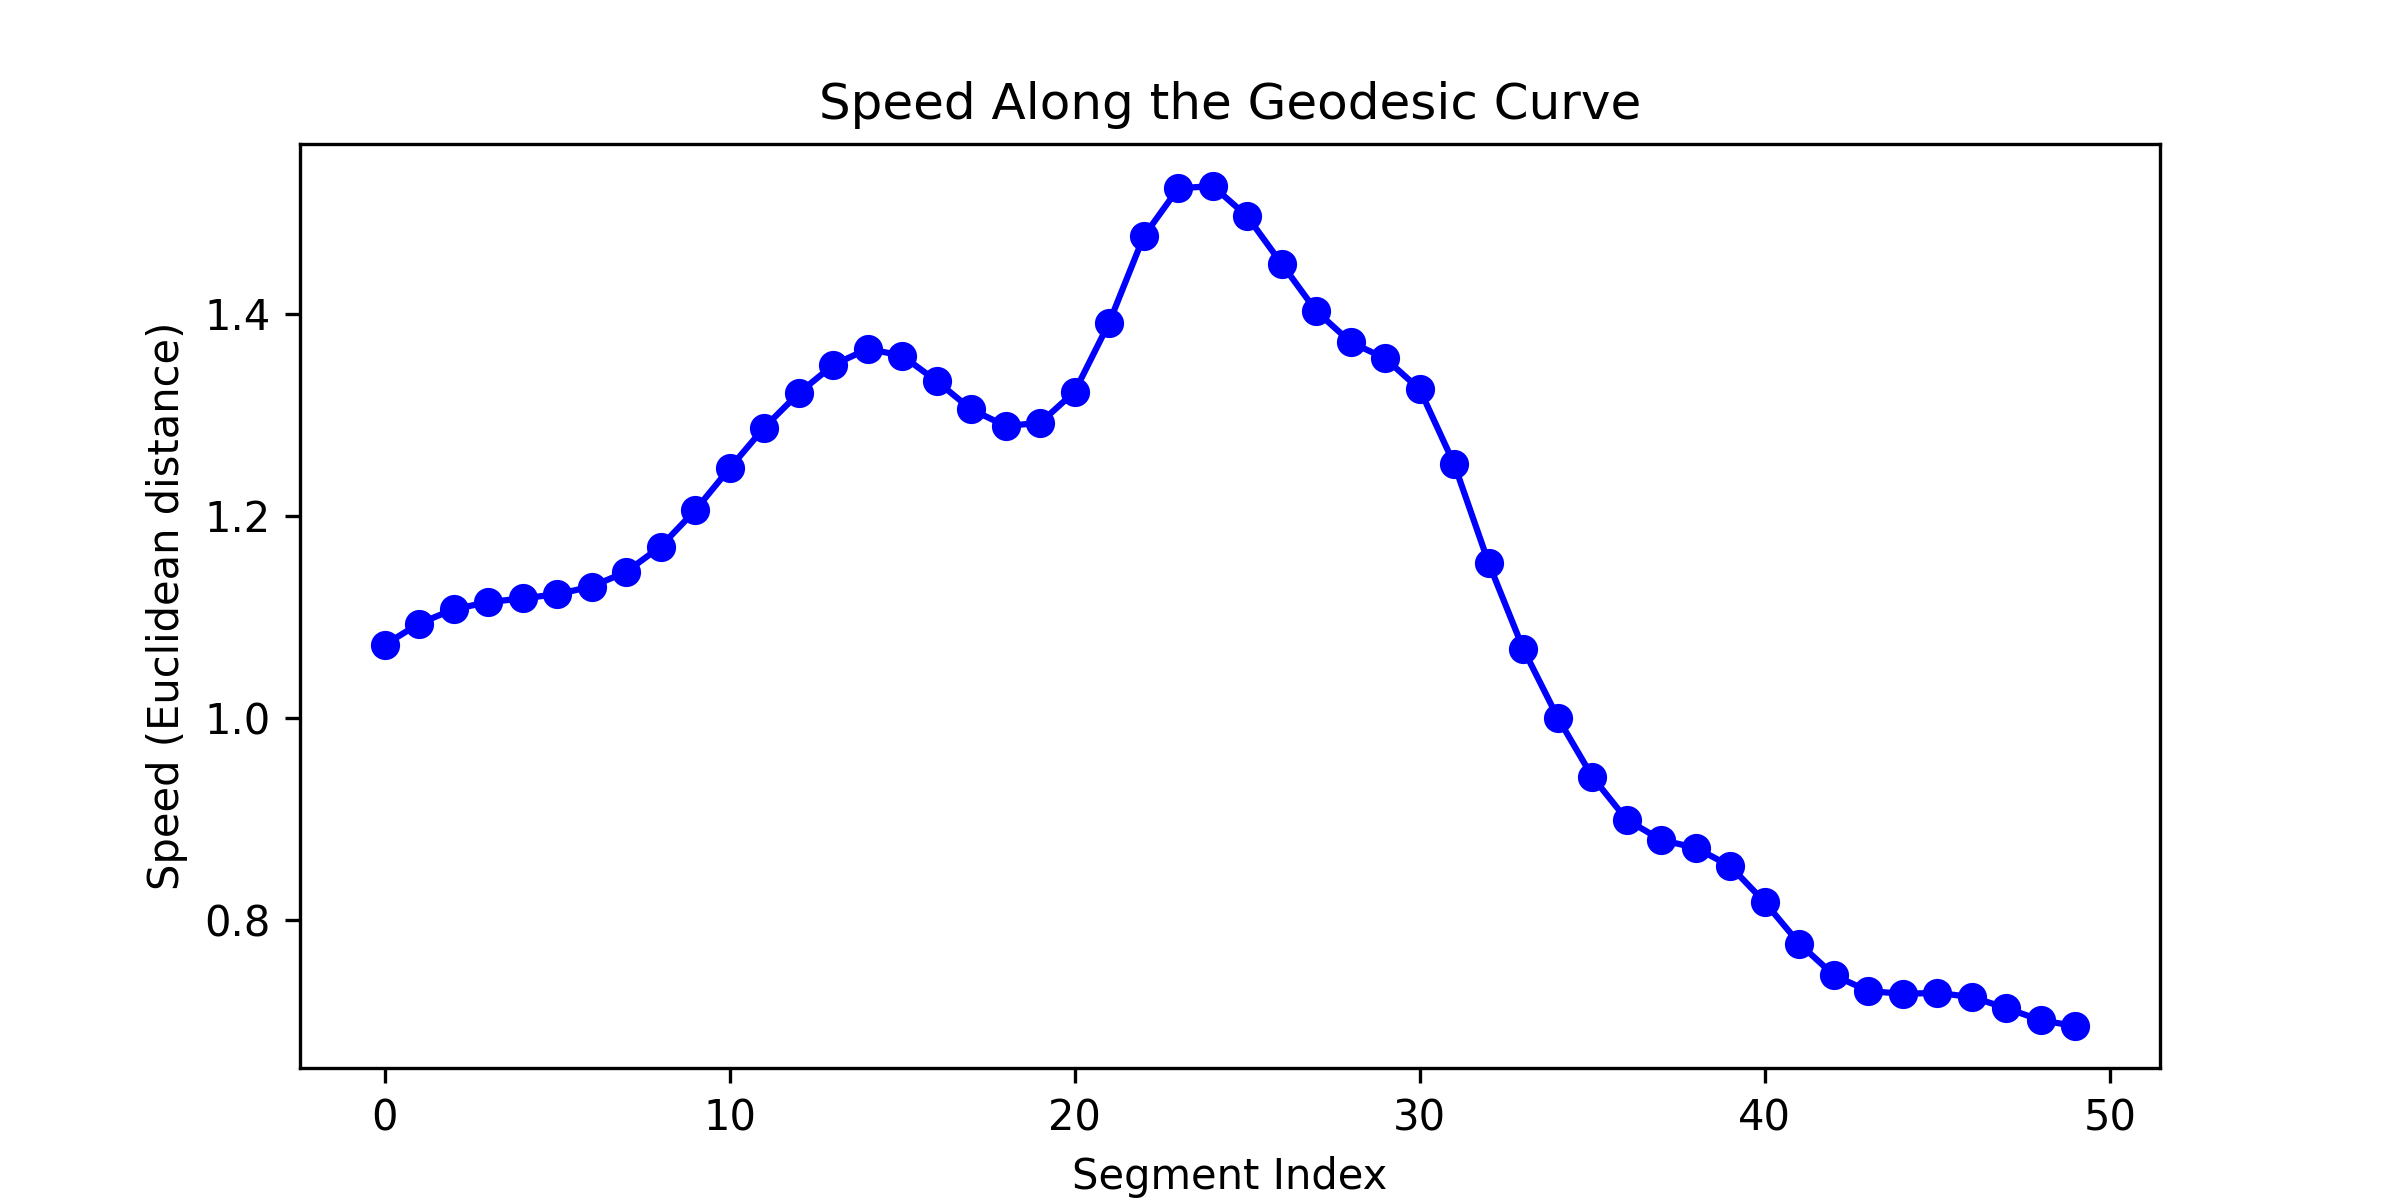 Speed Along the Geodesic Curve
Speed (Euclidean distance)
1.4
1.2
1.0
0.8
0 10 20 30 40 50
Segment Index